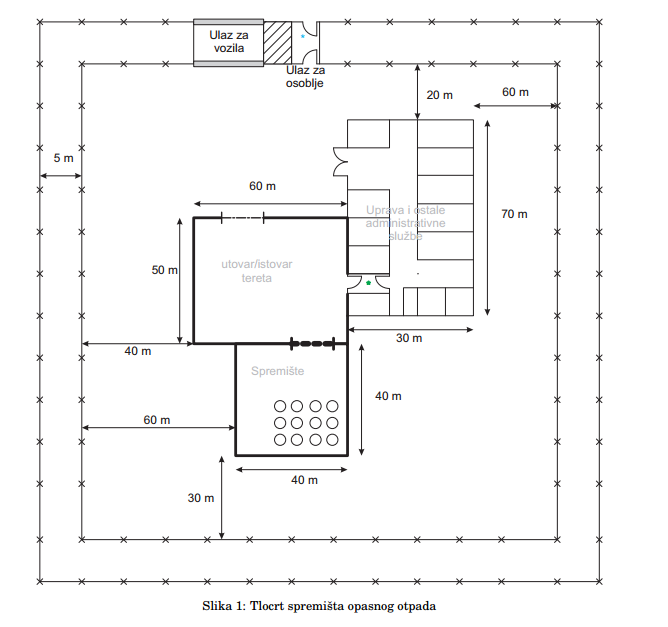 Ulaz za
vozila
Ulaz za
osoblje
20 m
60 m
5 m
60 m
Uprava i ostale
administrativne
službe
70 m
50 m
utovar/istovar
tereta
30 m
40 m
Spremište
40 m
60 m
40 m
30 m
Slika 1: Tlocrt spremišta opasnog otpada